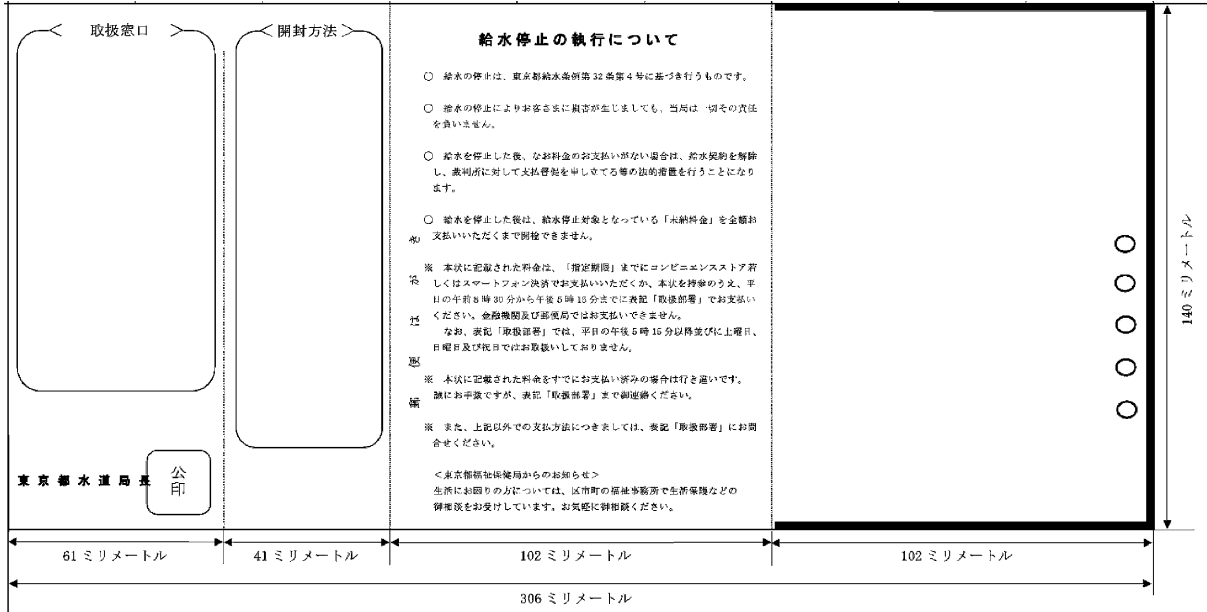 取扱窓口
開封方法
給水停止の執行について
○ 給水の停止は、東京都給水条例第32条第4号に基づき行うものです。
○ 給水の停止によりお客さまに損害が生じましても、当局は一切その責任
を負いません。
○ 給水を停止した後、なお料金のお支払いがない場合は、給水契約を解除
し、裁判所に対して支払督促を申し立てる等の法的措置を行うことになり
ます。
○ 給水を停止した後は、給水停止対象となっている「未納料金」を全額お
支払いいただくまで開栓できません。
※ 本状に記載された料金は、「指定期限」までにコンビニエンスストア若
しくはスマートフォン決済でお支払いいただくか、本状を持参のうえ、平
日の午前8時30分から午後5時15分までに表記「取扱部署」でお支払い
ください。金融機関及び郵便局ではお支払いできません。
なお、表記「取扱部署」では、平日の午後5時15分以降並びに土曜日、
日曜日及び祝日ではお取扱いしておりません。
※ 本状に記載された料金をすでにお支払い済みの場合は行き違いです。
誠にお手数ですが、表記「取扱部署」まで御連絡ください。
※ また、上記以外での支払方法につきましては、表記「取扱部署」にお問
合せください。
<東京都福祉保健局からのお知らせ>
生活にお困りの方については、区市町の福祉事務所で生活保護などの
御相談をお受けしています。お気軽に御相談ください。
郵便はがき
東京都水道局長
公印
61ミリメートル
41ミリメートル
102ミリメートル
102ミリメートル
306ミリメートル
140ミリメートル